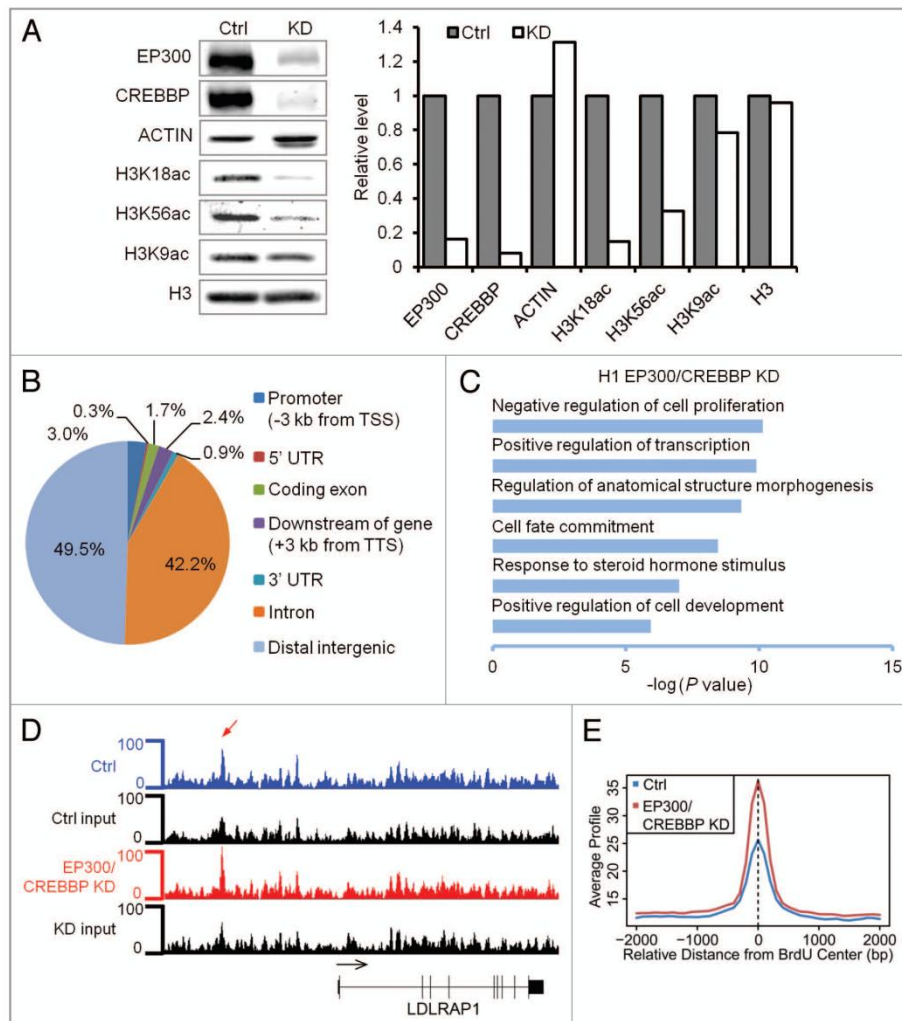 A
Ctrl KD
EP300
CREBBP
ACTIN
H3K18ac
H3K56ac
H3K9ac
H3
Ctrl KD
Relative level
1.4
1.2
1
0.8
0.6
0.4
0.2
0
EP300
CREBBP
ACTIN
H3K18ac
H3K56ac
H3K9ac
H3
B
0.3%
1.7%
2.4%
3.0%
0.9%
49.5%
42.2%
Promoter
(−3 kb from TSS)
5' UTR
Coding exon
Downstream of gene
(+3 kb from TTS)
3' UTR
Intron
Distal intergenic
C
H1 EP300/CREBBP KD
Negative regulation of cell proliferation
Positive regulation of transcription
Regulation of anatomical structure morphogenesis
Cell fate commitment
Response to steroid hormone stimulus
Positive regulation of cell development
0 5 10 15
-log(P value)
D
100
Ctrl
0
100
Ctrl input
0
100
EP300/
CREBBP KD
0
100
KD input
0
LDLRAP1
E
Ctrl
EP300/
CREBBP KD
Average Profile
35
25
15
−2000 −1000 0 1000 2000
Relative Distance from BrdU Center (bp)